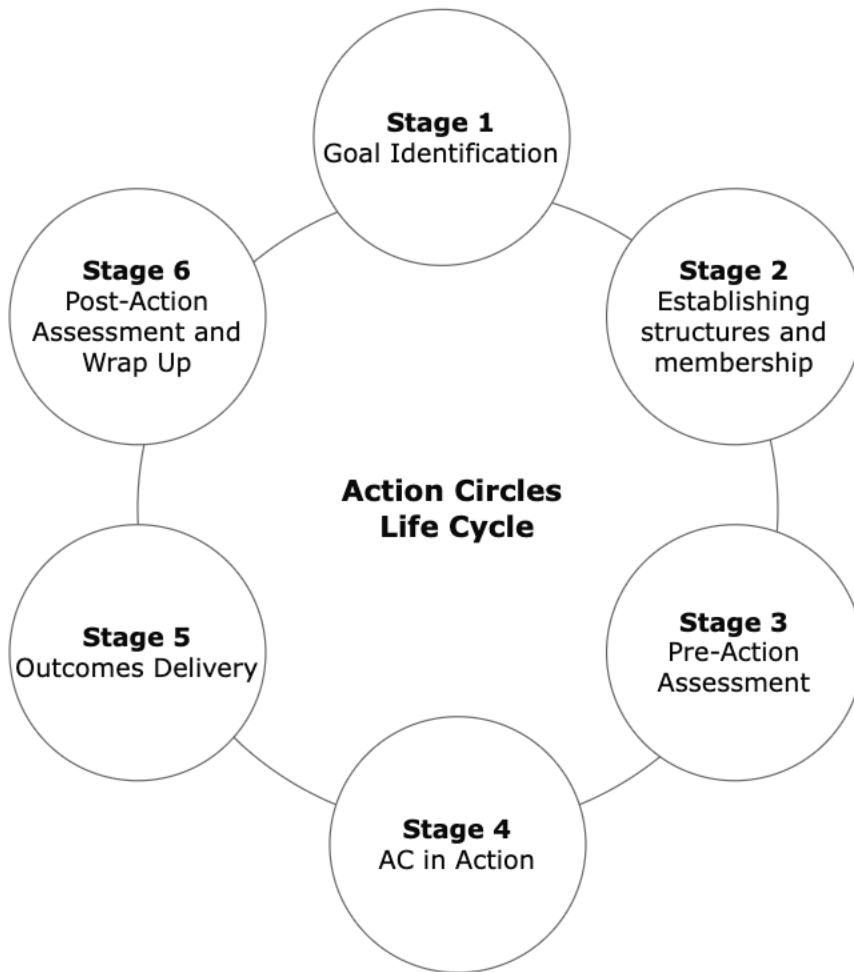 Stage 1
Goal Identification
Stage 2
Establishing
structures and
membership
Stage 3
Pre-Action
Assessment
Stage 4
AC in Action
Stage 5
Outcomes Delivery
Stage 6
Post-Action
Assessment and
Wrap Up
Action Circles
Life Cycle